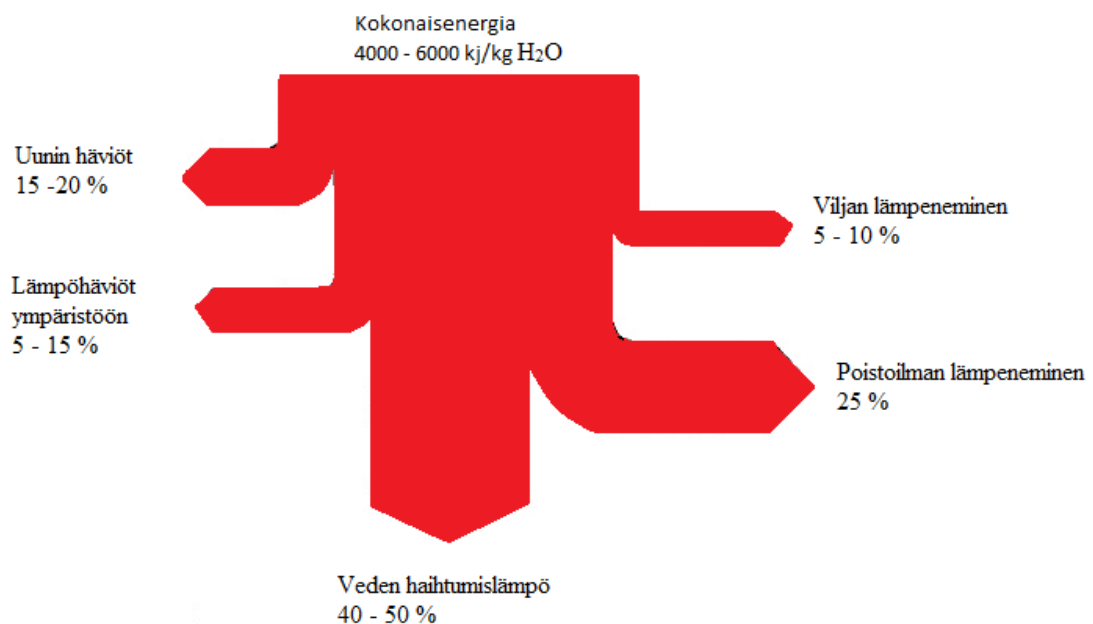 Kokonaisenergia
4000 - 6000 kj/kg H₂O
Uunin häviöt
15 -20 %
Viljan lämpeneminen
5 - 10 %
Lämpöhäviöt
ympäristöön
5 - 15 %
Poistoilman lämpeneminen
25 %
Veden haihtumislämpö
40 - 50 %